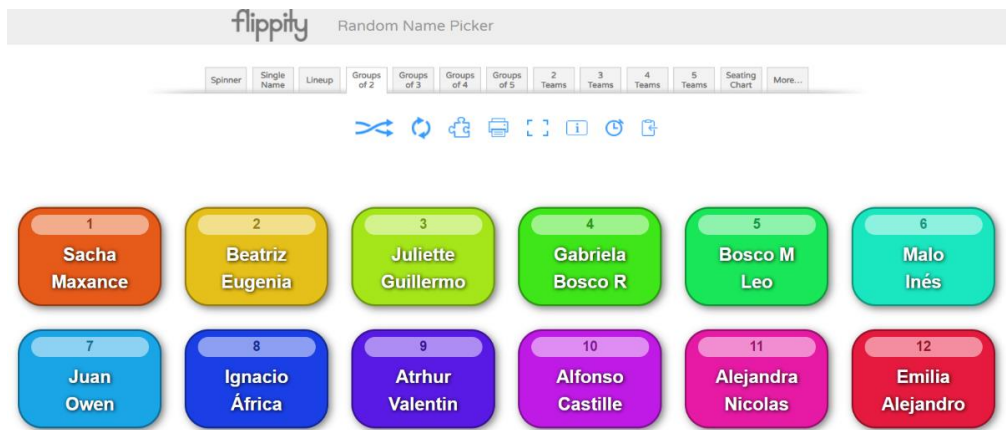 flippity Random Name Picker
Spinner
Single
Name
Lineup
Groups
of 2
Groups
of 3
Groups
of 4
Groups
of 5
2
Teams
3
Teams
4
Teams
5
Teams
Seating
Chart
More...
i
1
Sacha
Maxance
2
Beatriz
Eugenia
3
Juliette
Guillermo
4
Gabriela
Bosco R
5
Bosco M
Leo
6
Malo
Inés
7
Juan
Owen
8
Ignacio
África
9
Atrhur
Valentin
10
Alfonso
Castille
11
Alejandra
Nicolas
12
Emilia
Alejandro